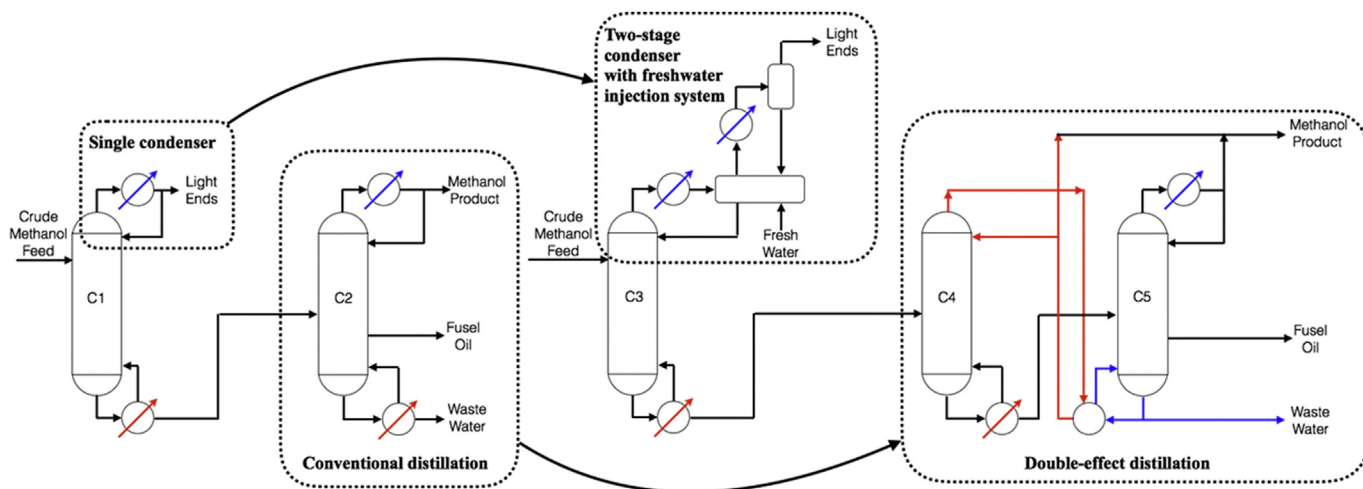 Single condenser
Light
Ends
Crude
Methanol
Feed
C1
Methanol
Product
C2
Fusel
Oil
Waste
Water
Conventional distillation
Two-stage
condenser
with freshwater
injection system
Light
Ends
Crude
Methanol
Feed
Fresh
Water
C3
Methanol
Product
C4
C5
Fusel
Oil
Waste
Water
Double-effect distillation